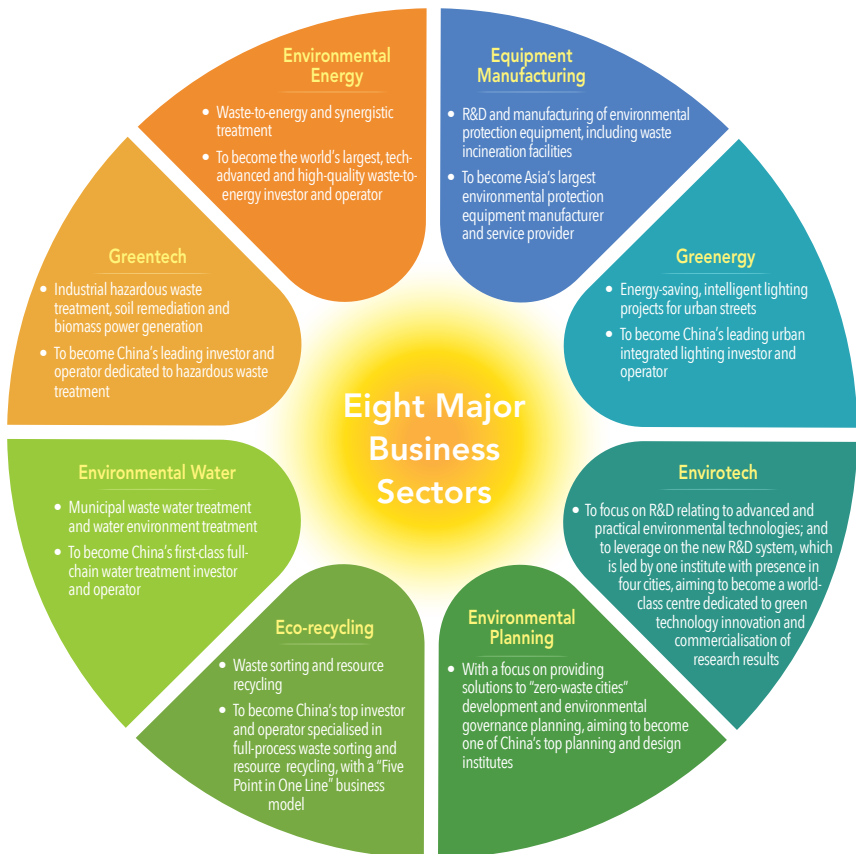 Environmental
Energy
• Waste-to-energy and synergistic
treatment
• To become the world's largest, tech-
advanced and high-quality waste-to-
energy investor and operator
Equipment
Manufacturing
• R&D and manufacturing of environmental
protection equipment, including waste
incineration facilities
• To become Asia's largest
environmental protection
equipment manufacturer
and service provider
Greentech
• Industrial hazardous waste
treatment, soil remediation and
biomass power generation
• To become China's leading investor and
operator dedicated to hazardous waste
treatment
Greenergy
• Energy-saving, intelligent lighting
projects for urban streets
• To become China's leading urban
integrated lighting investor and
operator
Eight Major
Business
Sectors
Environmental Water
• Municipal waste water treatment
and water environment treatment
• To become China's first-class full-
chain water treatment investor
and operator
Envirotech
• To focus on R&D relating to advanced and
practical environmental technologies; and
to leverage on the new R&D system, which
is led by one institute with presence in
four cities, aiming to become a world-
class centre dedicated to green
technology innovation and
commercialisation of
research results
Eco-recycling
• Waste sorting and resource
recycling
• To become China's top investor
and operator specialised in
full-process waste sorting and
resource recycling, with a "Five
Point in One Line" business
model
Environmental
Planning
• With a focus on providing
solutions to "zero-waste cities"
development and environmental
governance planning, aiming to become
one of China's top planning and design
institutes